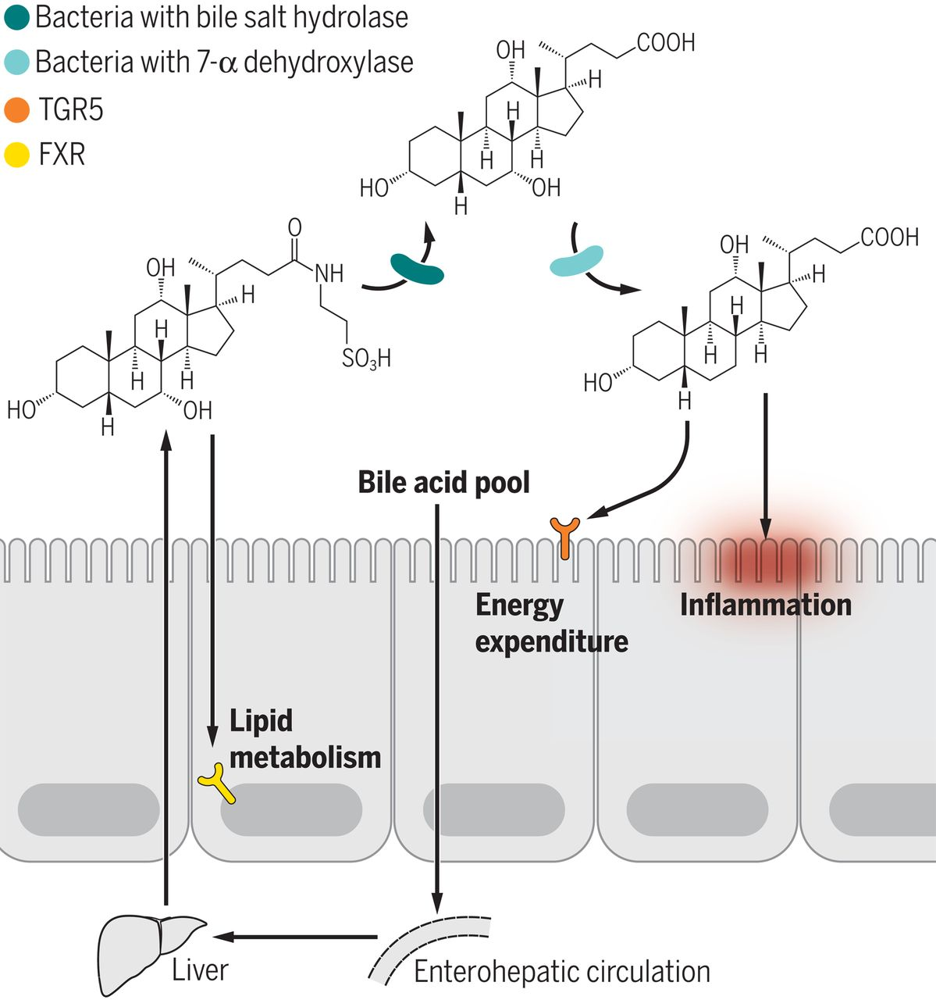 Bacteria with bile salt hydrolase
Bacteria with 7-α dehydroxylase
TGR5
FXR
OH
COOH
H
H
H
H
HO
OH
H
O
OH
NH
H
H
SO3H
H
H
HO
OH
H
OH
COOH
H
H
H
H
HO
H
Bile acid pool
Energy
expenditure
Inflammation
Lipid
metabolism
Liver
Enterohepatic circulation